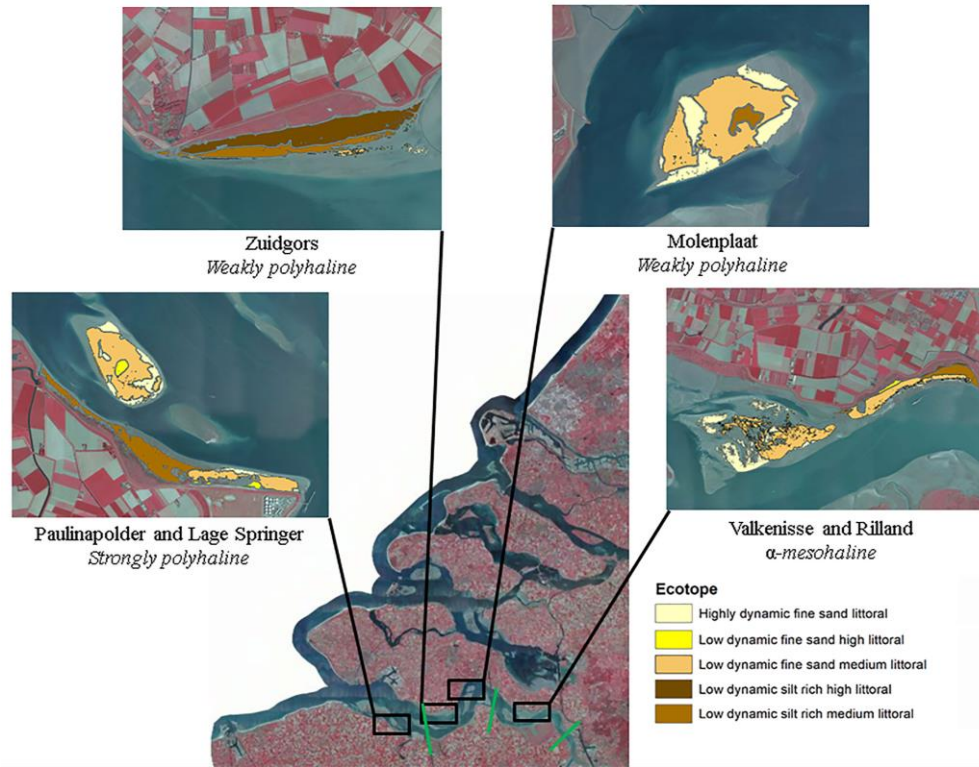 Zuidgors
Weakly polyhaline
Molenplaat
Weakly polyhaline
Paulinapolder and Lage Springer
Strongly polyhaline
Valkenisse and Rilland
α-mesohaline
Ecotope
Highly dynamic fine sand littoral
Low dynamic fine sand high littoral
Low dynamic fine sand medium littoral
Low dynamic silt rich high littoral
Low dynamic silt rich medium littoral